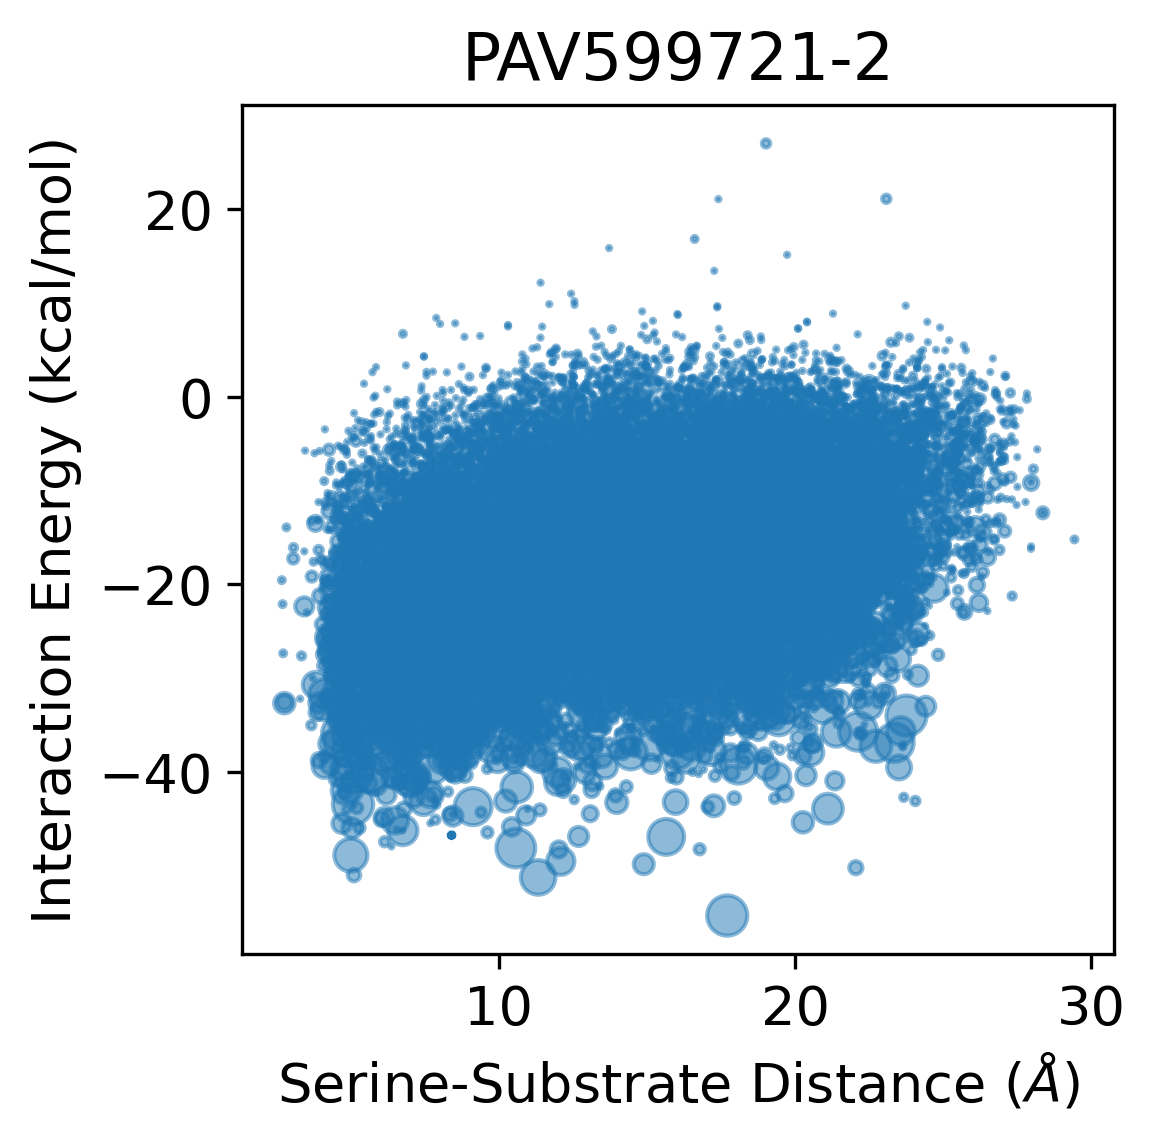 PAV599721-2
Interaction Energy (kcal/mol)
20
0
−20
−40
10 20 30
Serine-Substrate Distance (Å)